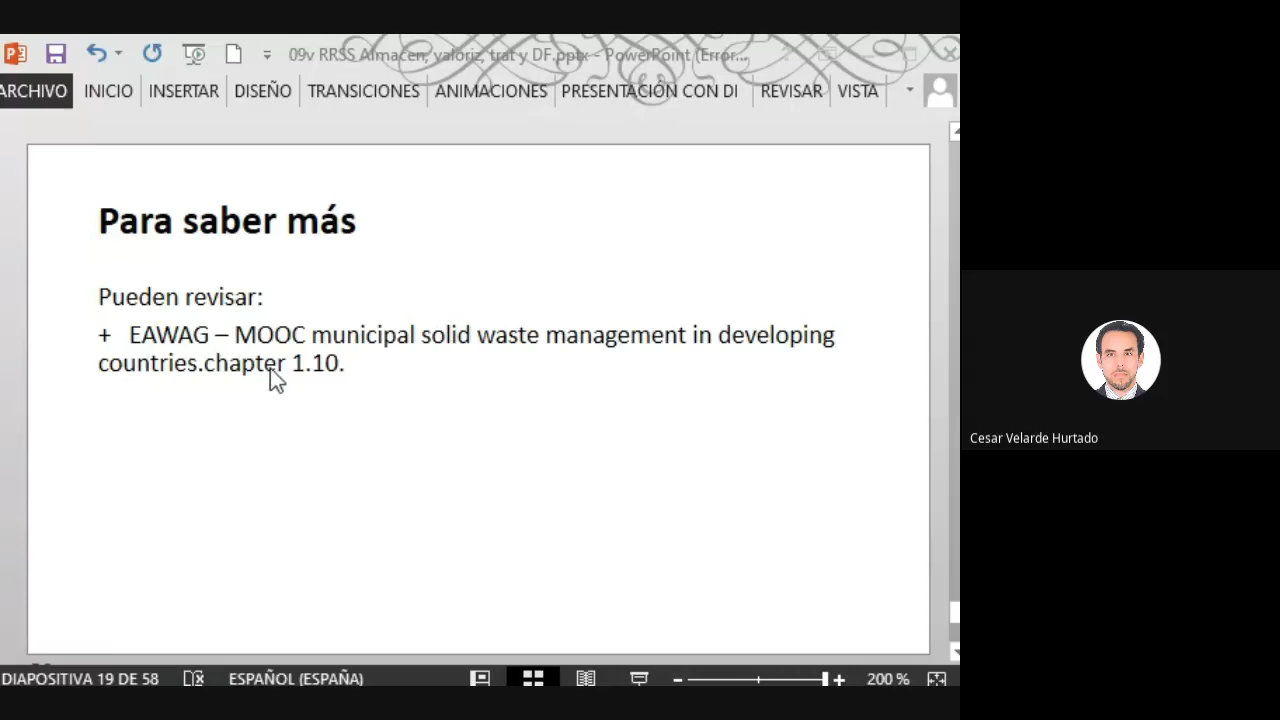 09v RRSS Almacen, valoriz, trat y DF.pptx - PowerPoint (Error...
ARCHIVO INICIO INSERTAR DISEÑO TRANSICIONES ANIMACIONES PRESENTACIÓN CON DI REVISAR VISTA
Para saber más
Pueden revisar:
+ EAWAG – MOOC municipal solid waste management in developing
countries.chapter 1.10.
Cesar Velarde Hurtado
DIAPOSITIVA 19 DE 58 ESPAÑOL (ESPAÑA) 200 %